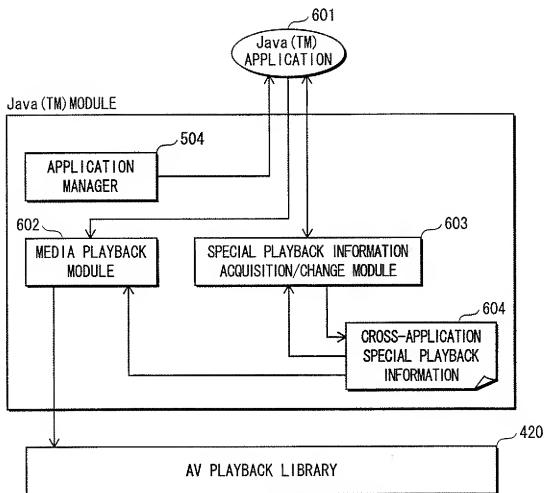 601
Java(TM)
APPLICATION
Java(TM)MODULE
504
APPLICATION
MANAGER
602
MEDIA PLAYBACK
MODULE
603
SPECIAL PLAYBACK INFORMATION
ACQUISITION/CHANGE MODULE
604
CROSS-APPLICATION
SPECIAL PLAYBACK
INFORMATION
420
AV PLAYBACK LIBRARY